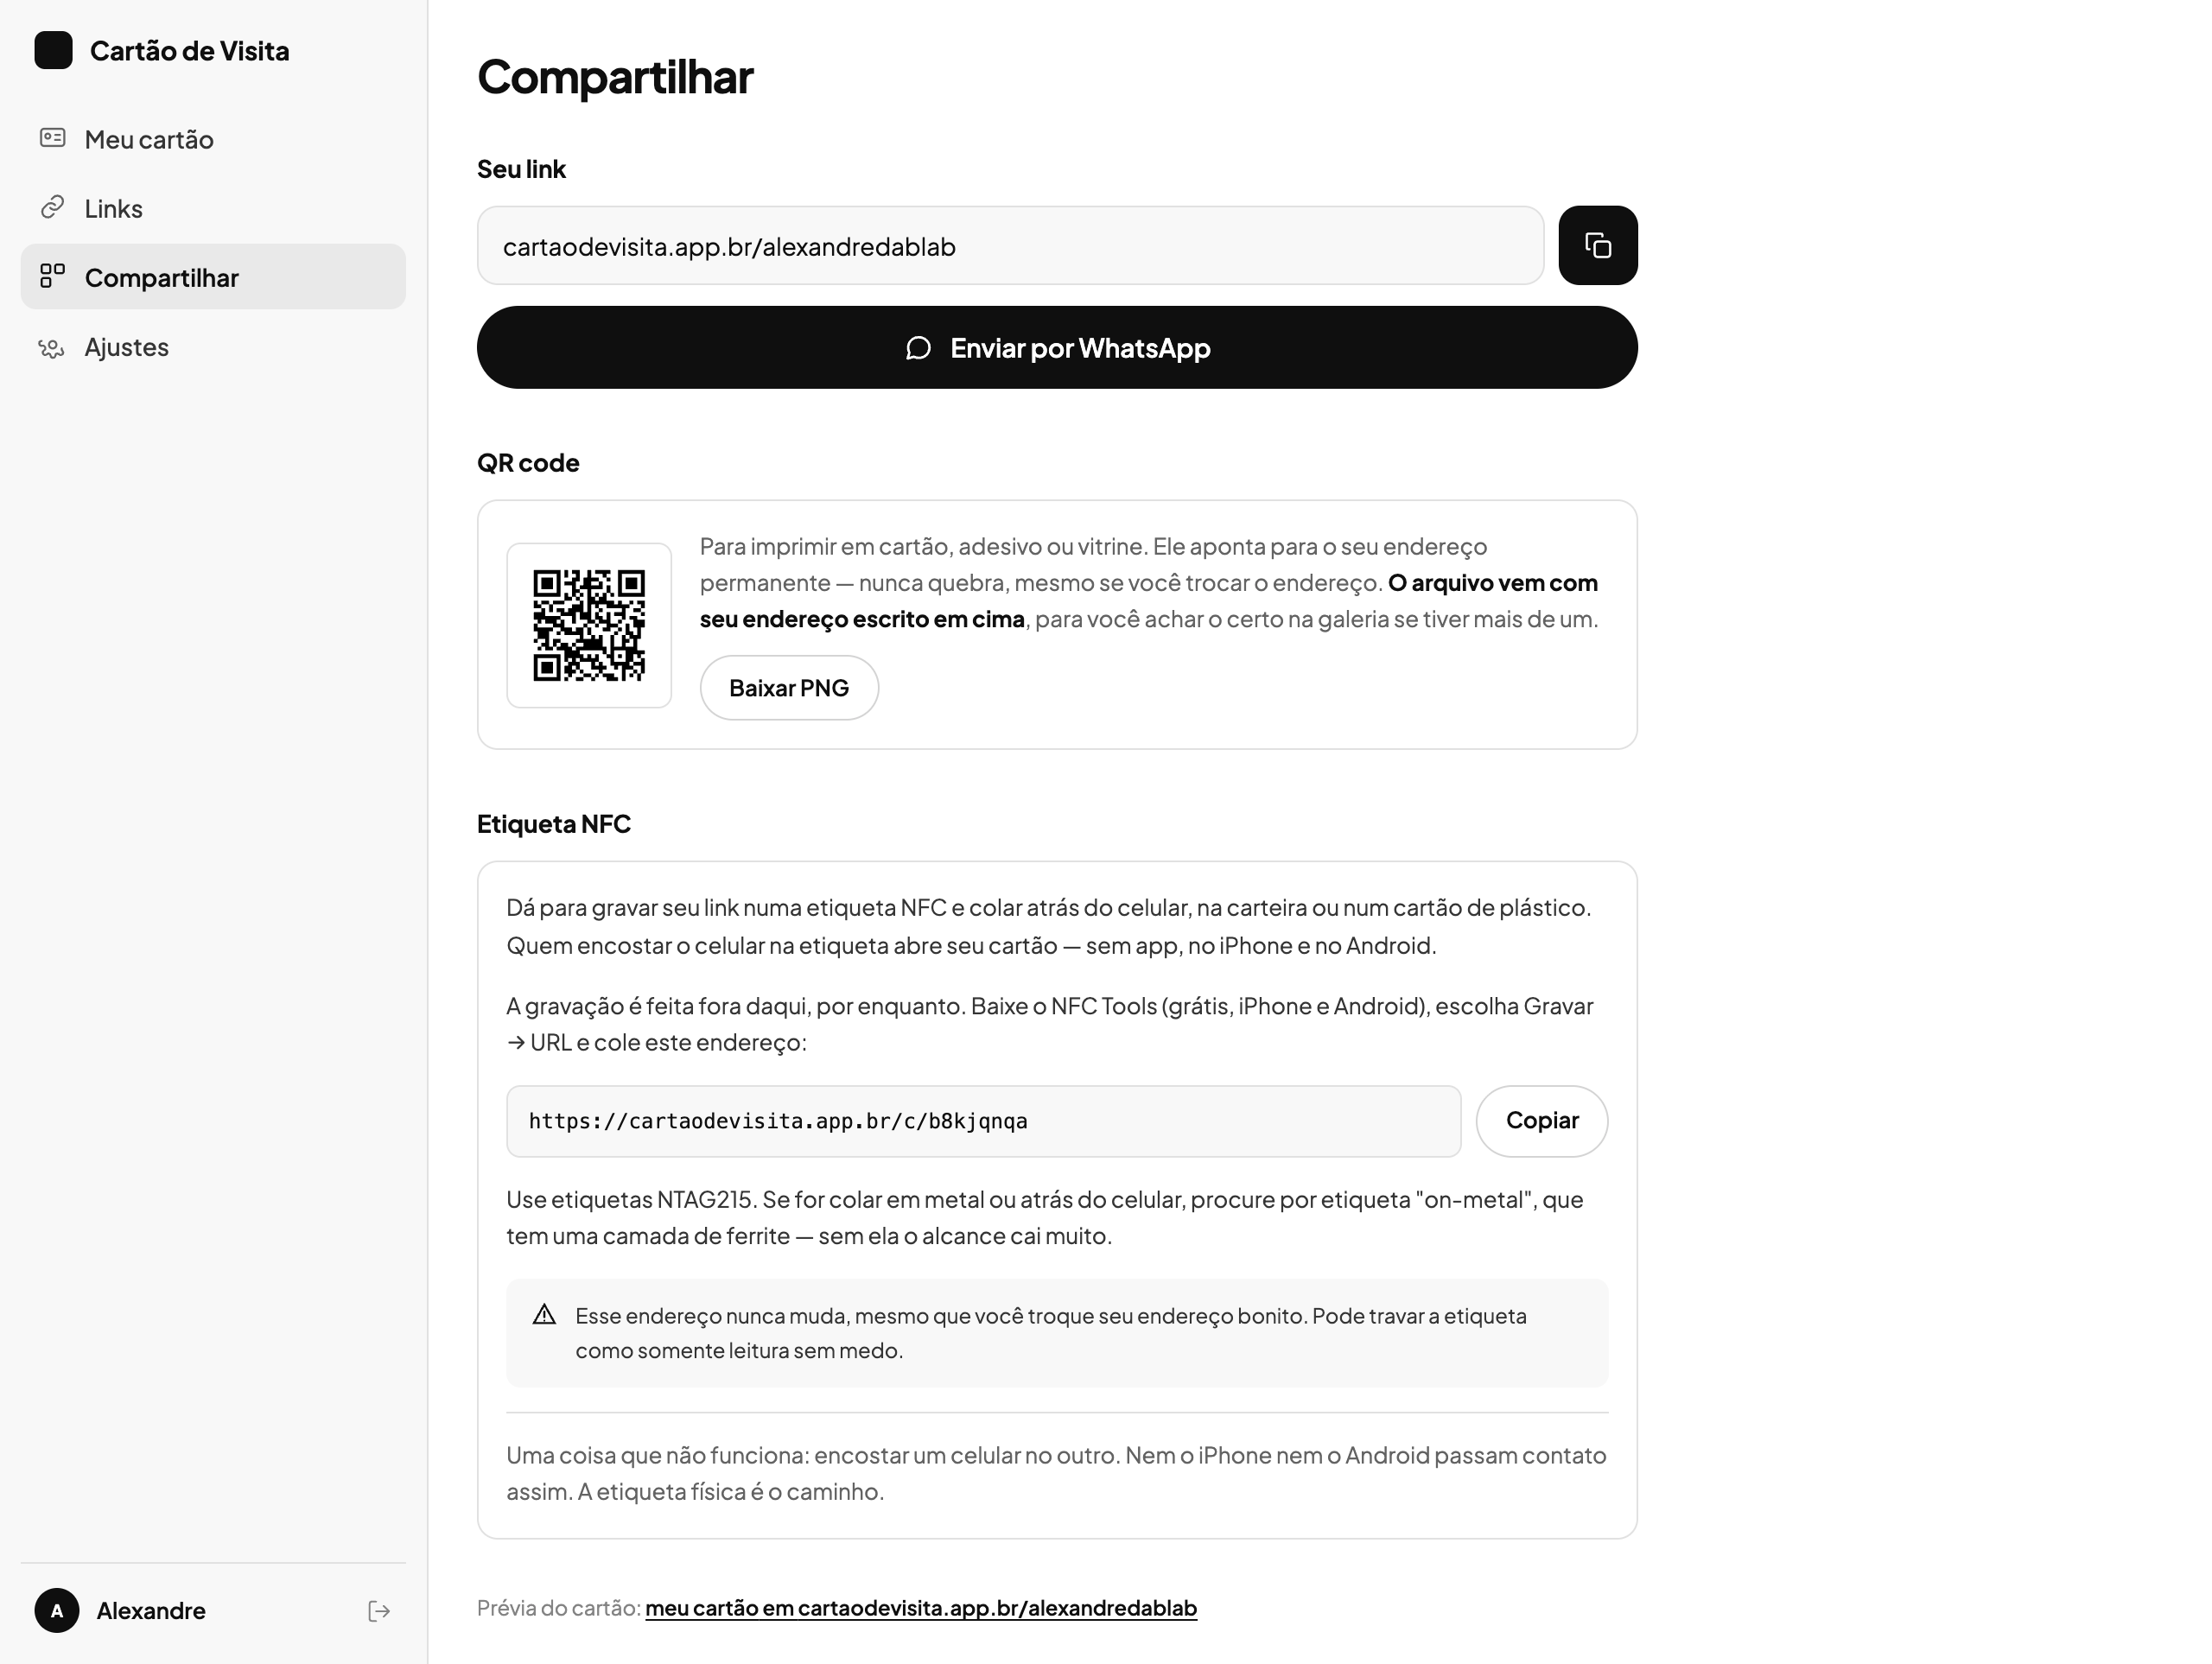 Cartão de Visita
Meu cartão
Links
Compartilhar
Ajustes
A
Alexandre
Compartilhar
Seu link
cartaodevisita.app.br/alexandredablab
Enviar por WhatsApp
QR code
Para imprimir em cartão, adesivo ou vitrine. Ele aponta para o seu endereço
permanente — nunca quebra, mesmo se você trocar o endereço. O arquivo vem com
seu endereço escrito em cima, para você achar o certo na galeria se tiver mais de um.
Baixar PNG
Etiqueta NFC
Dá para gravar seu link numa etiqueta NFC e colar atrás do celular, na carteira ou num cartão de plástico.
Quem encostar o celular na etiqueta abre seu cartão — sem app, no iPhone e no Android.
A gravação é feita fora daqui, por enquanto. Baixe o NFC Tools (grátis, iPhone e Android), escolha Gravar
→ URL e cole este endereço:
https://cartaodevisita.app.br/c/b8kjqnqa
Copiar
Use etiquetas NTAG215. Se for colar em metal ou atrás do celular, procure por etiqueta "on-metal", que
tem uma camada de ferrite — sem ela o alcance cai muito.
Esse endereço nunca muda, mesmo que você troque seu endereço bonito. Pode travar a etiqueta
como somente leitura sem medo.
Uma coisa que não funciona: encostar um celular no outro. Nem o iPhone nem o Android passam contato
assim. A etiqueta física é o caminho.
Prévia do cartão: meu cartão em cartaodevisita.app.br/alexandredablab